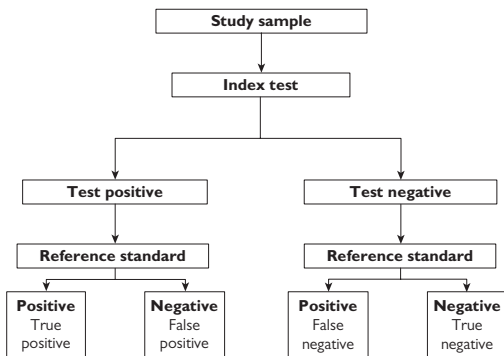 Study sample
Index test
Test positive
Test negative
Reference standard
Reference standard
Positive
True
positive
Negative
False
positive
Positive
False
negative
Negative
True
negative